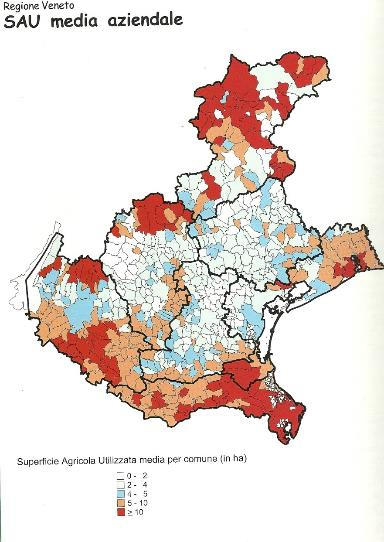 Regione Veneto
SAU media aziendale
Superficie Agricola Utilizzata media per comune (in ha)
0 - 2
2 - 4
4 - 5
5 - 10
≥ 10